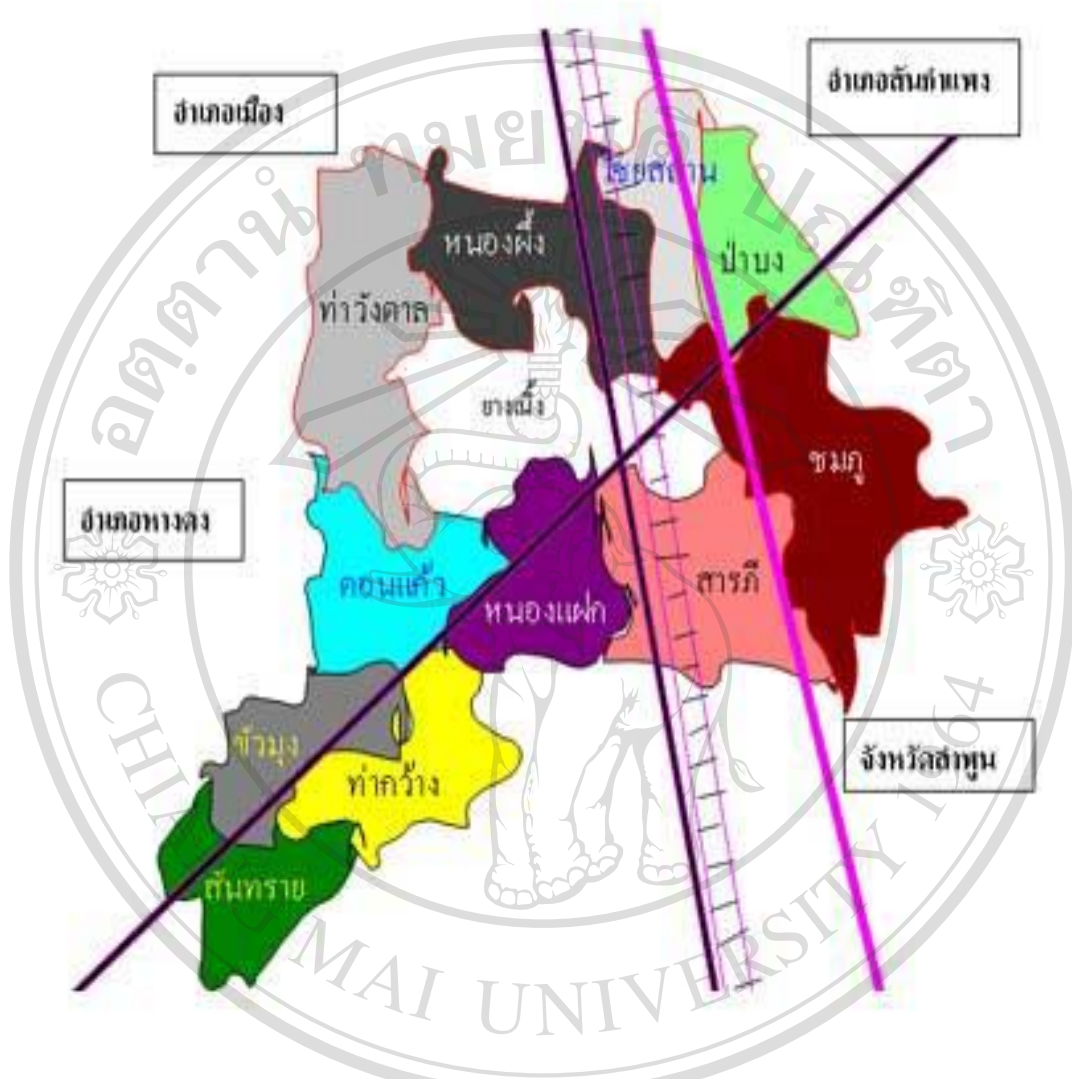 อำเภอเมือง
อำเภอสันกำแพง
ไชยสถาน
หนองผึ้ง
ป่าบง
ท่าวังตาล
ยางเนิ้ง
ชมภู
อำเภอหางดง
ดอนแก้ว
หนองแฝก
สารภี
ขัวมุง
ท่ากว้าง
จังหวัดลำพูน
สันทราย
CHIANG MAI UNIVERSITY 1964